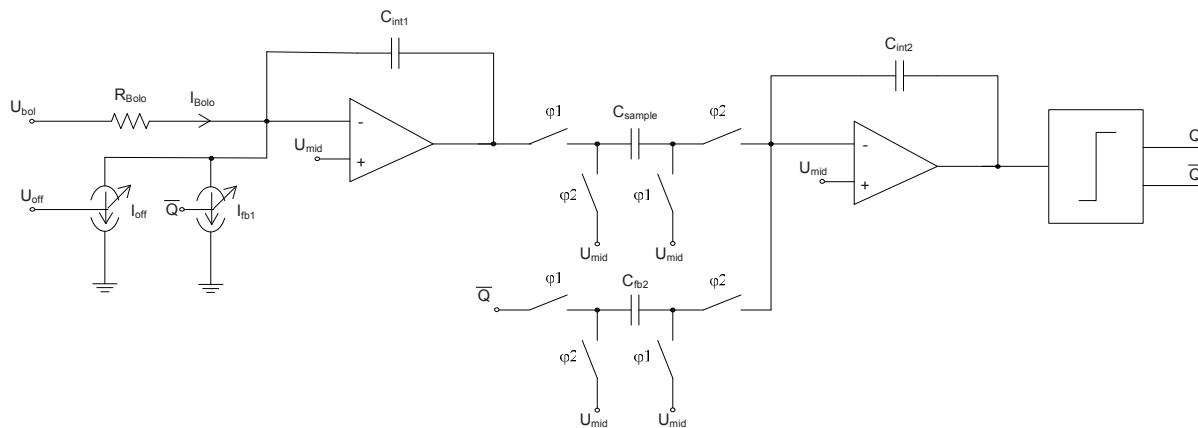 C_int1
C_int2
U_bol
R_Bolo
I_Bolo
-
+
U_mid
φ1
C_sample
φ2
-
+
U_mid
Q
Q̅
U_off
I_off
Q̅
I_fb1
φ2
φ1
U_mid
U_mid
Q̅
φ1
C_fb2
φ2
φ2
φ1
U_mid
U_mid